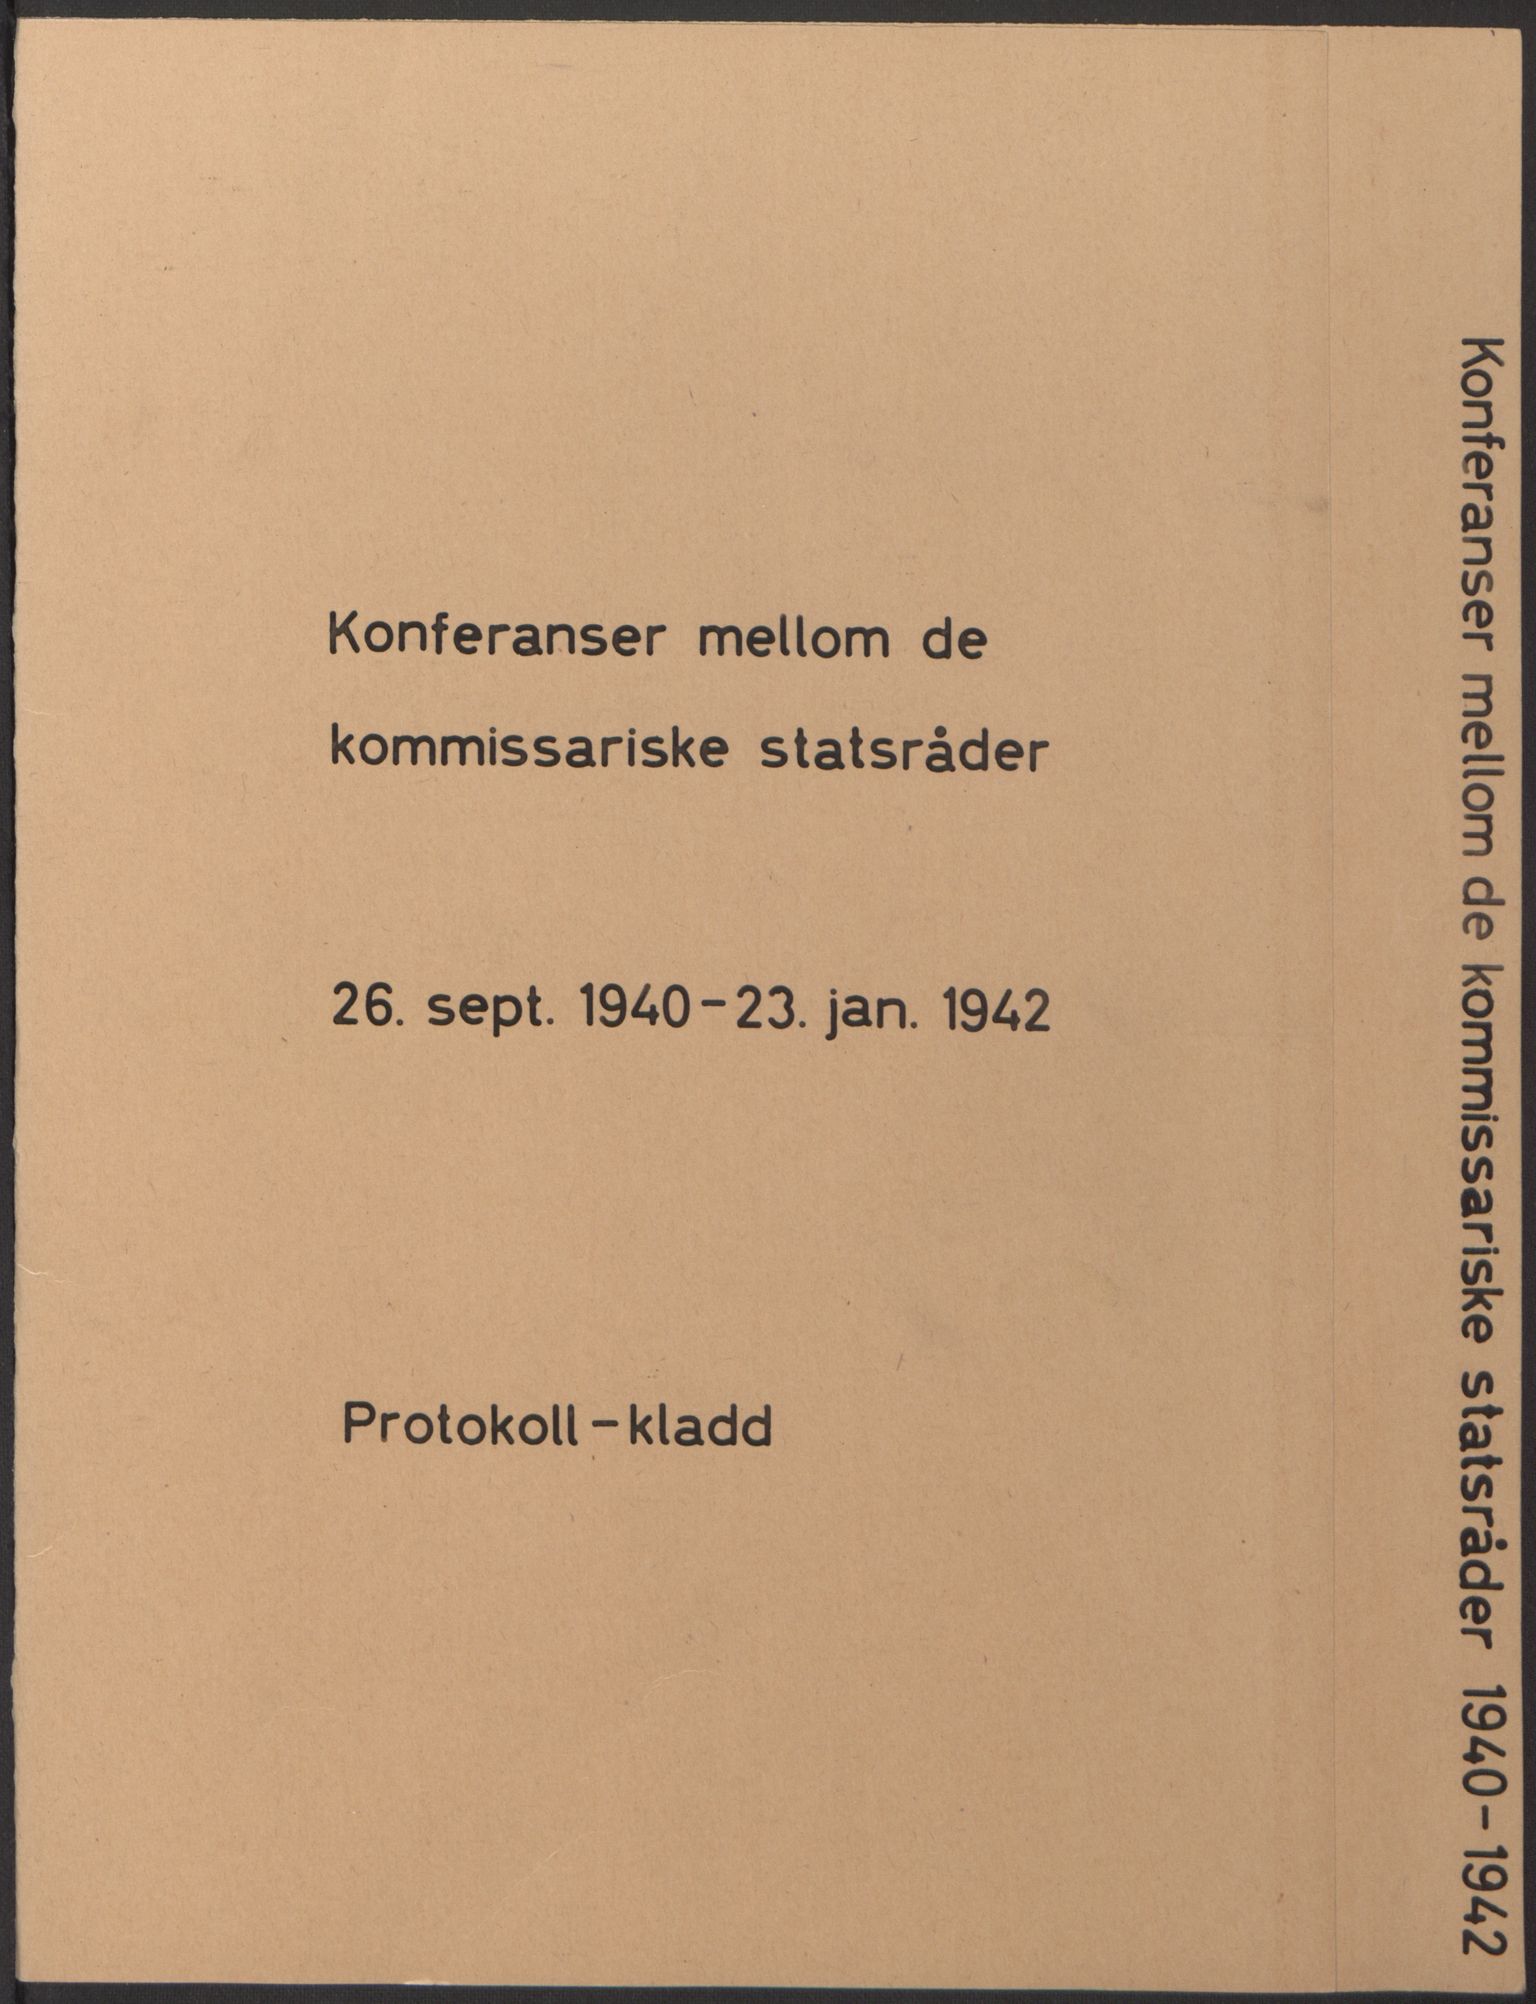 Konferanser mellom de
kommissariske statsråder
26. sept. 1940-23. jan. 1942
Protokoll-kladd
Konferanser mellom de kommissariske statsråder 1940-1942